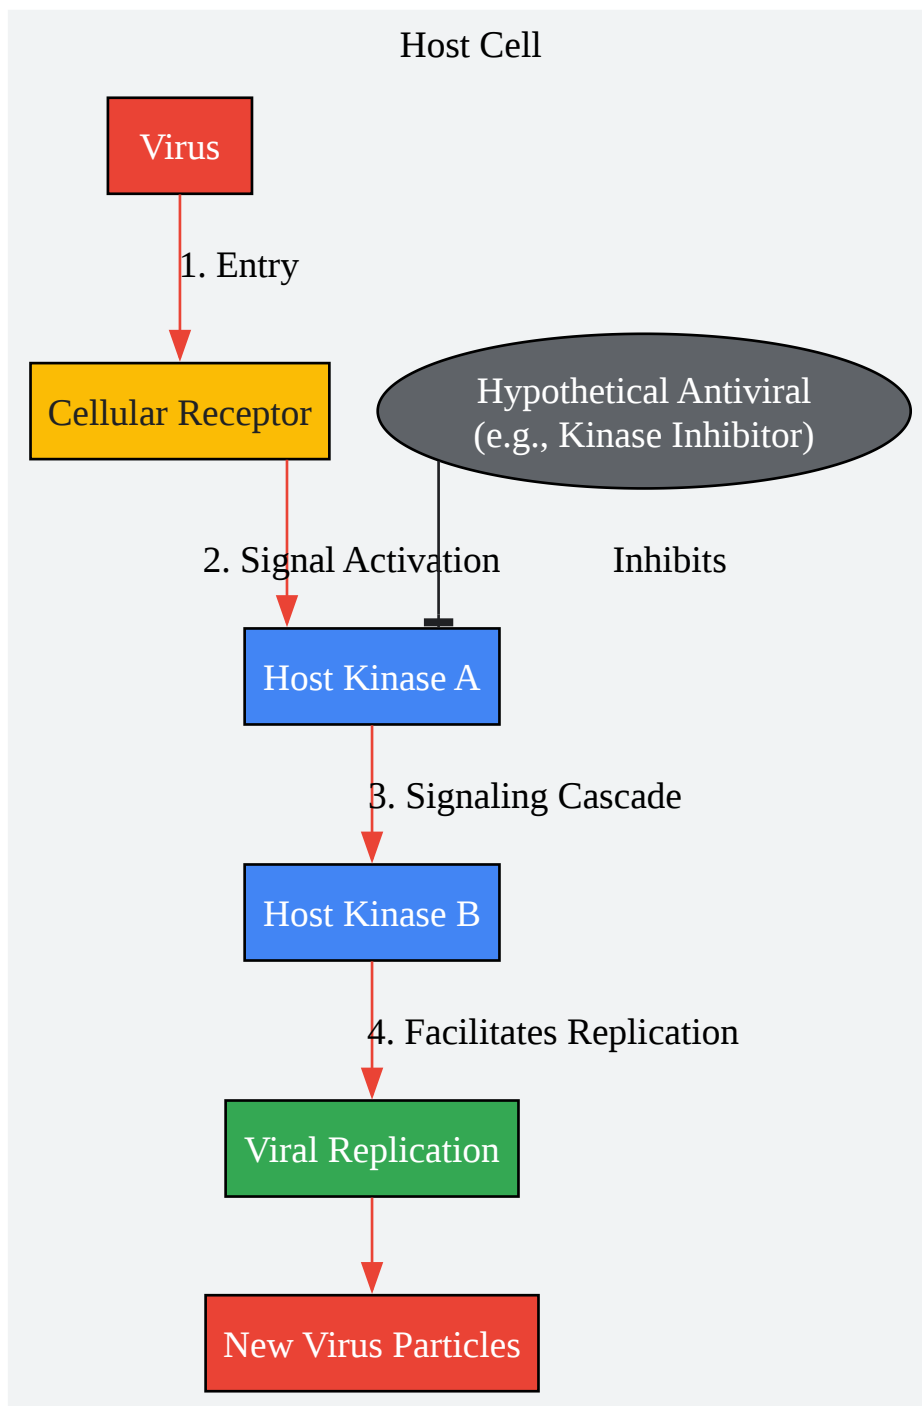 Host Cell
Virus
1. Entry
Cellular Receptor
Hypothetical Antiviral
(e.g., Kinase Inhibitor)
2. Signal Activation
Inhibits
Host Kinase A
3. Signaling Cascade
Host Kinase B
4. Facilitates Replication
Viral Replication
New Virus Particles